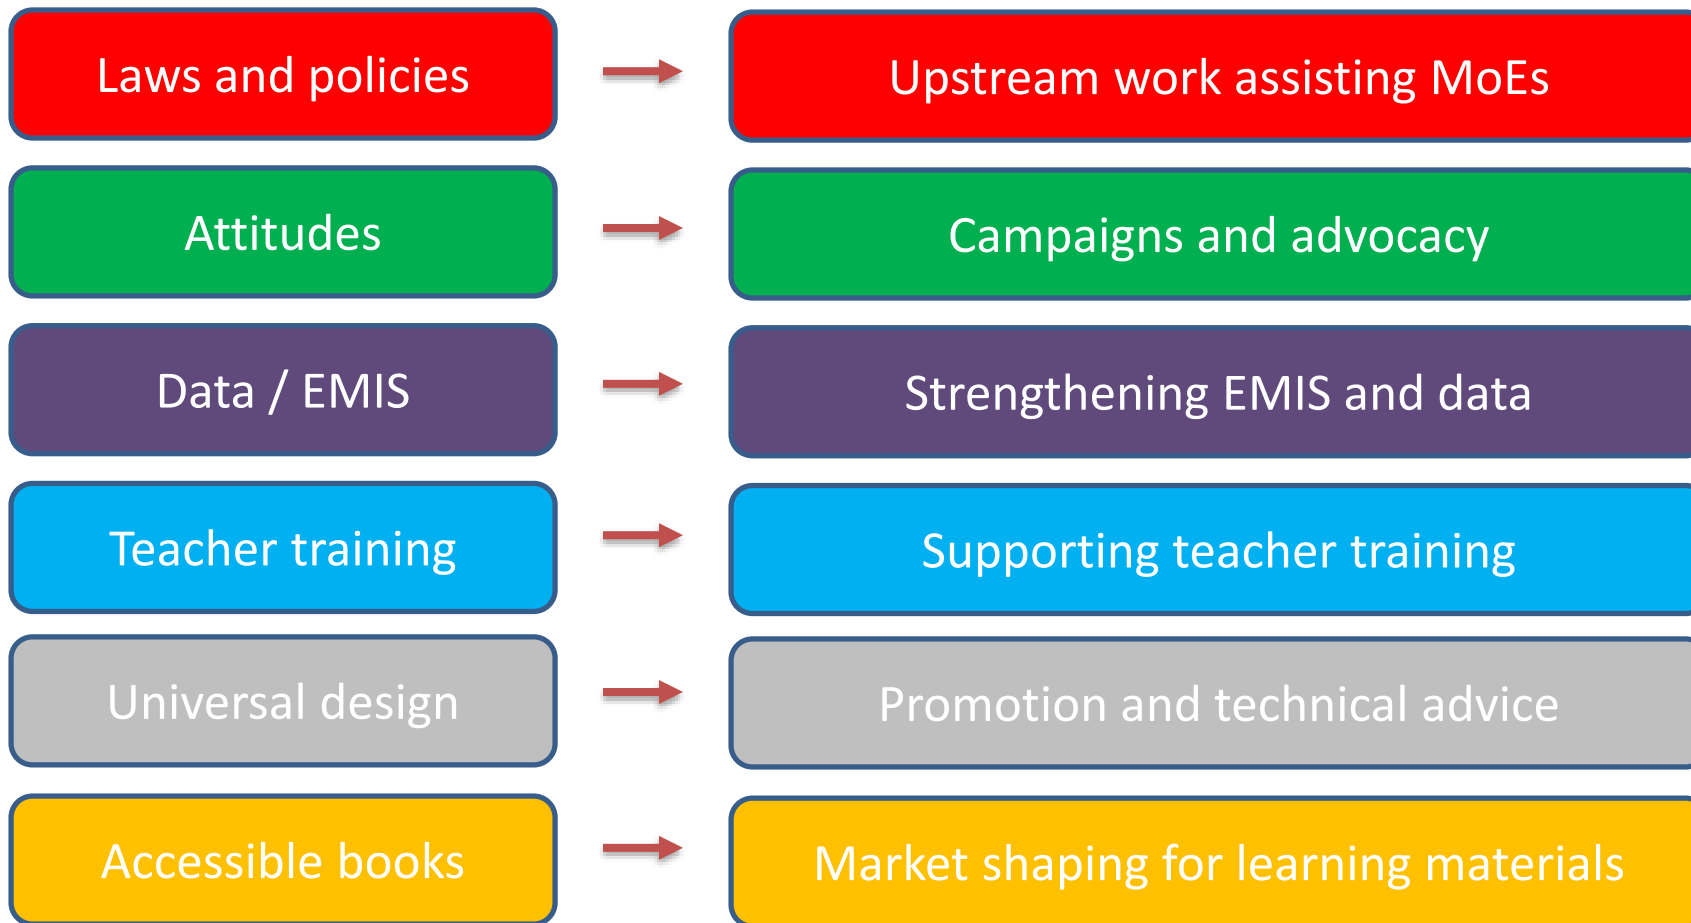 Laws and policies
Upstream work assisting MoEs
Attitudes
Campaigns and advocacy
Data / EMIS
Strengthening EMIS and data
Teacher training
Supporting teacher training
Universal design
Promotion and technical advice
Accessible books
Market shaping for learning materials